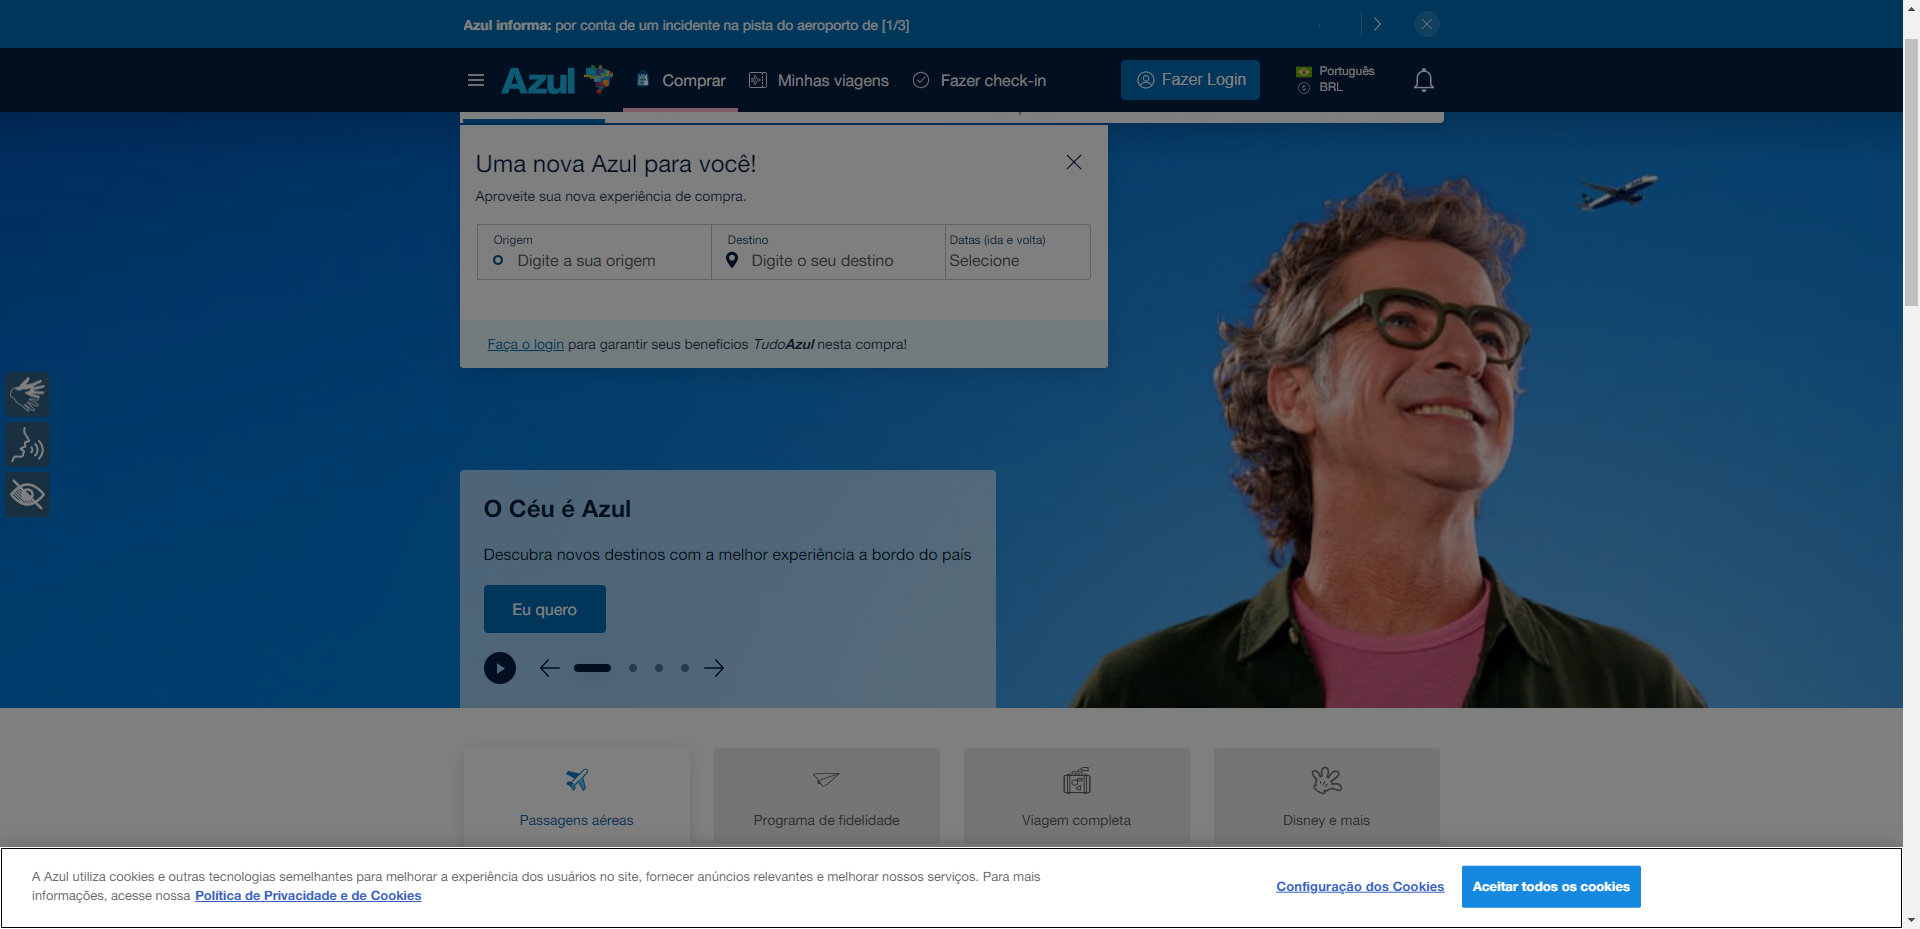 Azul informa: por conta de um incidente na pista do aeroporto de [1/3]
Azul
Comprar
Minhas viagens
Fazer check-in
Fazer Login
Português
BRL
Uma nova Azul para você!
Aproveite sua nova experiência de compra.
Origem
Digite a sua origem
Destino
Digite o seu destino
Datas (ida e volta)
Selecione
Faça o login para garantir seus benefícios TudoAzul nesta compra!
O Céu é Azul
Descubra novos destinos com a melhor experiência a bordo do país
Eu quero
Passagens aéreas
Programa de fidelidade
Viagem completa
Disney e mais
A Azul utiliza cookies e outras tecnologias semelhantes para melhorar a experiência dos usuários no site, fornecer anúncios relevantes e melhorar nossos serviços. Para mais
informações, acesse nossa Política de Privacidade e de Cookies
Configuração dos Cookies
Aceitar todos os cookies